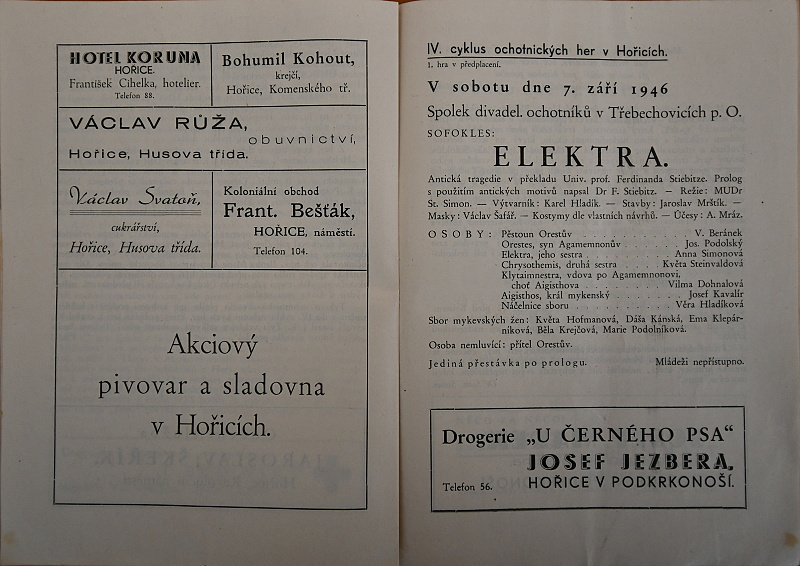 HOTEL KORUNA
HOŘICE.
František Cihelka, hotelier.
Telefon 88.
Bohumil Kohout,
krejčí,
Hořice, Komenského tř.
VÁCLAV RŮŽA,
obuvnictví,
Hořice, Husova třída.
Václav Svatoň,
cukrářství,
Hořice, Husova třída.
Koloniální obchod
Frant. Bešťák,
HOŘICE, náměstí.
Telefon 104.
Akciový
pivovar a sladovna
v Hořicích.
IV. cyklus ochotnických her v Hořicích.
1. hra v předplacení.
V sobotu dne 7. září 1946
Spolek divadel. ochotníků v Třebechovicích p. O.
SOFOKLES:
ELEKTRA.
Antická tragedie v překladu Univ. prof. Ferdinanda Stiebitze. Prolog
s použitím antických motivů napsal Dr F. Stiebitz. — Režie: MUDr
St. Simon. — Výtvarník: Karel Hladík. — Stavby: Jaroslav Mrštík. —
Masky: Václav Šafář. — Kostymy dle vlastních návrhů. — Účesy: A. Mráz.
OSOBY: Pěstoun Orestův . . . . . . . . . . . V. Beránek
Orestes, syn Agamemnonův . . . . . . Jos. Podolský
Elektra, jeho sestra . . . . . . . . . Anna Simonová
Chrysothemis, druhá sestra . . . . Květa Steinvaldová
Klytaimnestra, vdova po Agamemnonovi,
choť Aigisthova . . . . . . . . Vilma Dohnalová
Aigisthos, král mykenský . . . . . . . Josef Kavalír
Náčelnice sboru . . . . . . . . . . Věra Hladíková
Sbor mykevských žen: Květa Hofmanová, Dáša Kánská, Ema Klepár-
níková, Běla Krejčová, Marie Podolníková.
Osoba nemluvící: přítel Orestův.
Jediná přestávka po prologu. Mládeži nepřístupno.
Drogerie „U ČERNÉHO PSA“
JOSEF JEZBERA,
Telefon 56. HOŘICE V PODKRKONOŠÍ.